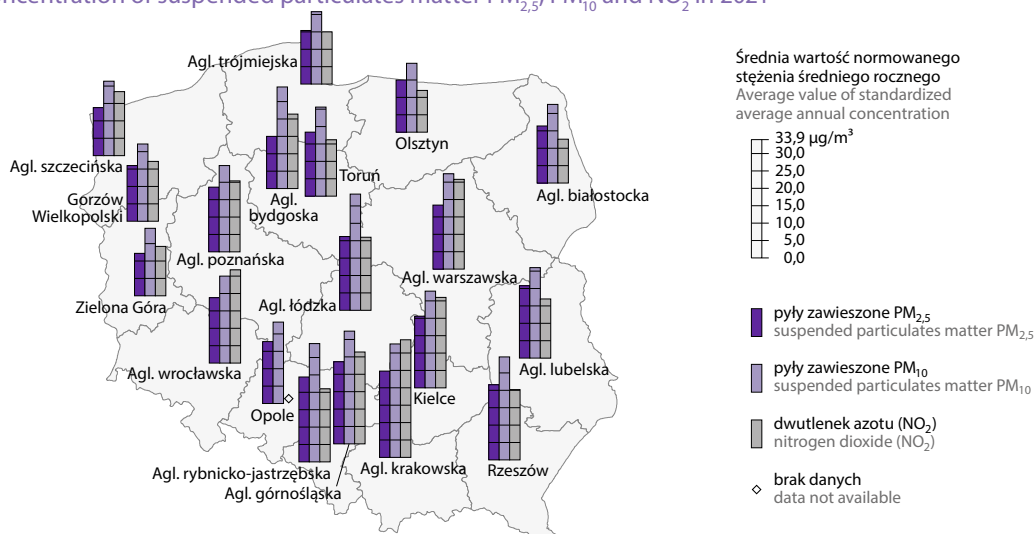 concentration of suspended particulates matter PM2,5, PM10 and NO2 in 2021
Agl. trójmiejska
Olsztyn
Agl. szczecińska
Toruń
Agl. bydgoska
Agl. białostocka
Gorzów
Wielkopolski
Agl. poznańska
Agl. warszawska
Zielona Góra
Agl. łódzka
Agl. wrocławska
Agl. lubelska
Kielce
Opole
Agl. rybnicko-jastrzębska
Agl. krakowska
Rzeszów
Agl. górnośląska
Średnia wartość normowanego
stężenia średniego rocznego
Average value of standardized
average annual concentration
33,9 µg/m³
30,0
25,0
20,0
15,0
10,0
5,0
0,0
pyły zawieszone PM2,5
suspended particulates matter PM2,5
pyły zawieszone PM10
suspended particulates matter PM10
dwutlenek azotu (NO2)
nitrogen dioxide (NO2)
brak danych
data not available